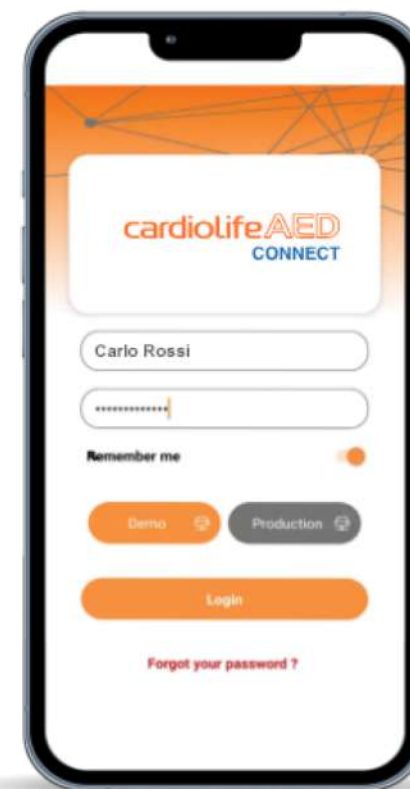 cardiolifeAED
CONNECT
Carlo Rossi
•••••••••••••
Remember me
Demo Production
Login
Forgot your password ?